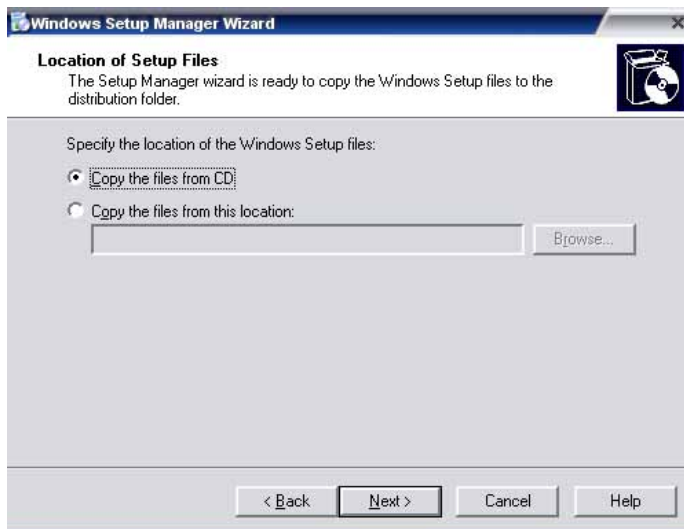 Windows Setup Manager Wizard
Location of Setup Files
The Setup Manager wizard is ready to copy the Windows Setup files to the
distribution folder.
Specify the location of the Windows Setup files:
Copy the files from CD
Copy the files from this location:
Browse...
< Back Next > Cancel Help